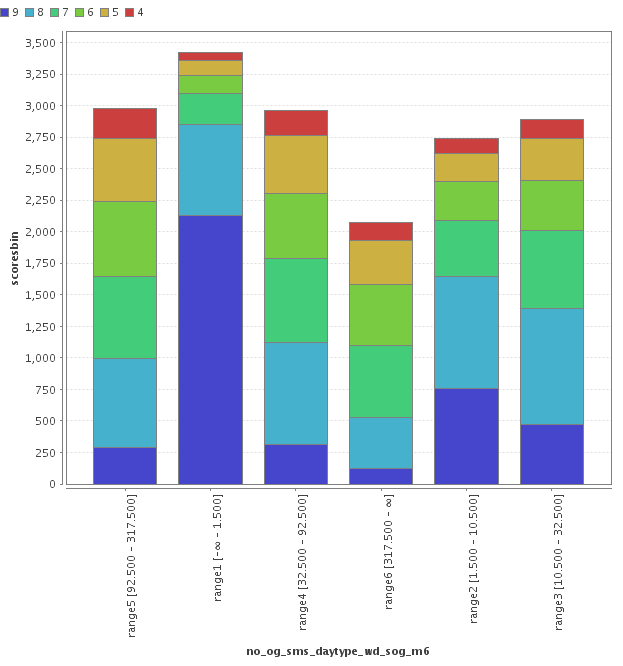 9 8 7 6 5 4
3,500
3,250
3,000
2,750
2,500
2,250
2,000
1,750
1,500
1,250
1,000
750
500
250
0
scoresbin
range5 [92.500 - 317.500]
range1 [-∞ - 1.500]
range4 [32.500 - 92.500]
range6 [317.500 - ∞]
range2 [1.500 - 10.500]
range3 [10.500 - 32.500]
no_og_sms_daytype_wd_sog_m6